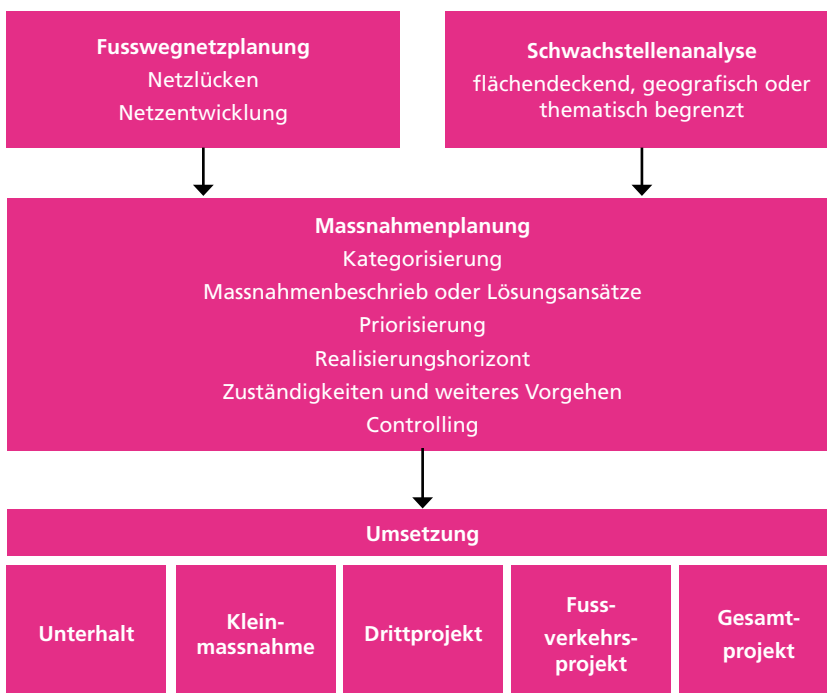 Fusswegnetzplanung
Netzlücken
Netzentwicklung
Schwachstellenanalyse
flächendeckend, geografisch oder
thematisch begrenzt
Massnahmenplanung
Kategorisierung
Massnahmenbeschrieb oder Lösungsansätze
Priorisierung
Realisierungshorizont
Zuständigkeiten und weiteres Vorgehen
Controlling
Umsetzung
Unterhalt
Klein-
massnahme
Drittprojekt
Fuss-
verkehrs-
projekt
Gesamt-
projekt